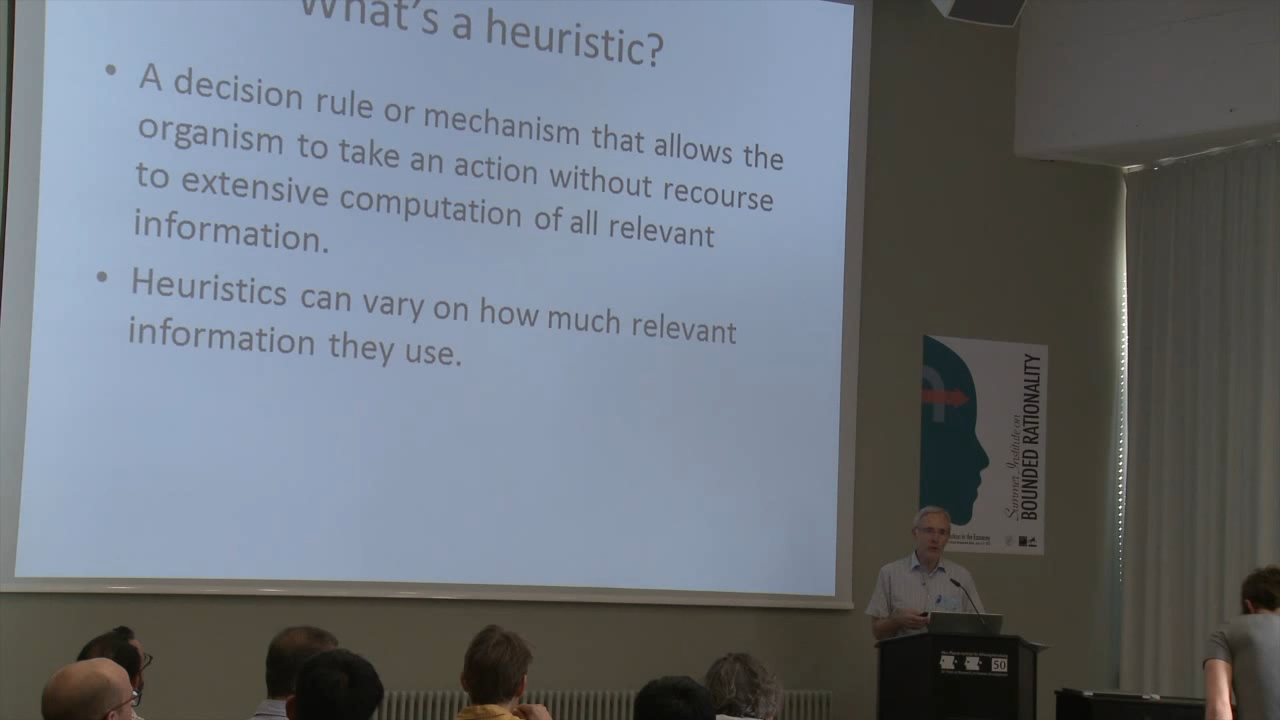 What's a heuristic?
• A decision rule or mechanism that allows the
organism to take an action without recourse
to extensive computation of all relevant
information.
• Heuristics can vary on how much relevant
information they use.
Summer Institute on
BOUNDED RATIONALITY
50